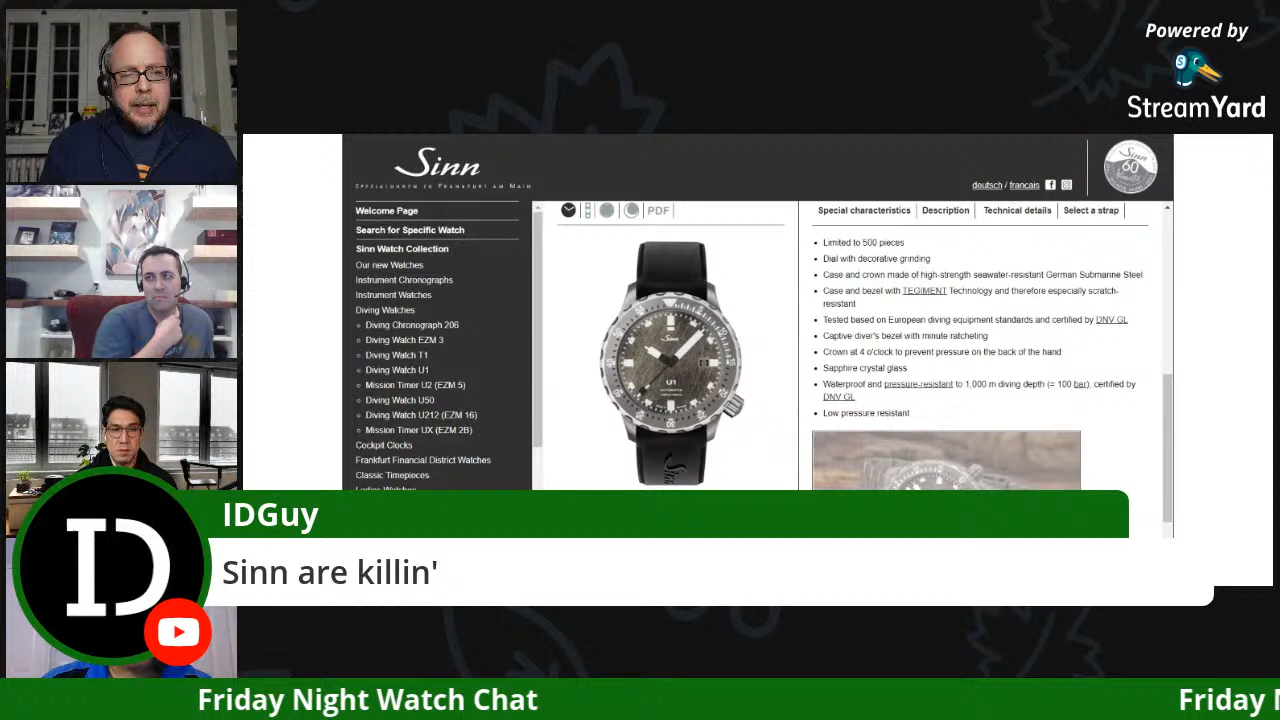 Powered by
StreamYard
Sinn
SPEZIALUHREN ZU FRANKFURT AM MAIN
Sinn
60
deutsch / francais
Welcome Page
Search for Specific Watch
Sinn Watch Collection
Our new Watches
Instrument Chronographs
Instrument Watches
Diving Watches
Diving Chronograph 206
Diving Watch EZM 3
Diving Watch T1
Diving Watch U1
Mission Timer U2 (EZM 5)
Diving Watch U50
Diving Watch U212 (EZM 16)
Mission Timer UX (EZM 2B)
Cockpit Clocks
Frankfurt Financial District Watches
Classic Timepieces
Ladies Watches
PDF
Sinn
U1
Sinn
Special characteristics
Description
Technical details
Select a strap
Limited to 500 pieces
Dial with decorative grinding
Case and crown made of high-strength seawater-resistant German Submarine Steel
Case and bezel with TEGIMENT Technology and therefore especially scratch-
resistant
Tested based on European diving equipment standards and certified by DNV GL
Captive diver's bezel with minute ratcheting
Crown at 4 o'clock to prevent pressure on the back of the hand
Sapphire crystal glass
Waterproof and pressure-resistant to 1,000 m diving depth (= 100 bar), certified by
DNV GL
Low pressure resistant
ID
IDGuy
Sinn are killin'
Friday Night Watch Chat
Friday N